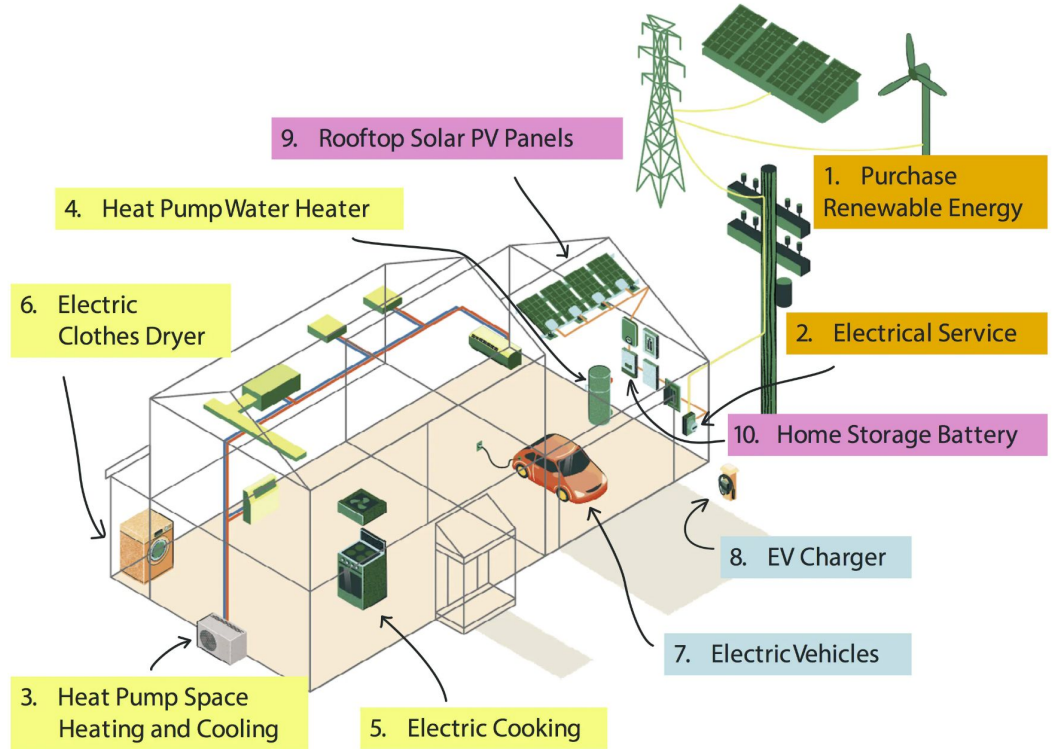 9. Rooftop Solar PV Panels
1. Purchase
Renewable Energy
4. Heat Pump Water Heater
6. Electric
Clothes Dryer
2. Electrical Service
10. Home Storage Battery
8. EV Charger
7. Electric Vehicles
3. Heat Pump Space
Heating and Cooling
5. Electric Cooking